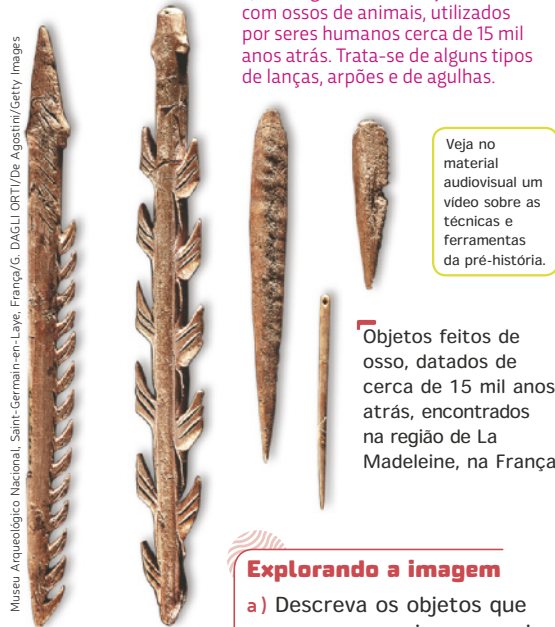 com ossos de animais, utilizados
por seres humanos cerca de 15 mil
anos atrás. Trata-se de alguns tipos
de lanças, arpões e de agulhas.
Museu Arqueológico Nacional, Saint-Germain-en-Laye, França/G. DAGLI ORTI/De Agostini/Getty Images
Veja no
material
audiovisual um
vídeo sobre as
técnicas e
ferramentas
da pré-história.
Objetos feitos de
osso, datados de
cerca de 15 mil anos
atrás, encontrados
na região de La
Madeleine, na França
Explorando a imagem
a) Descreva os objetos que